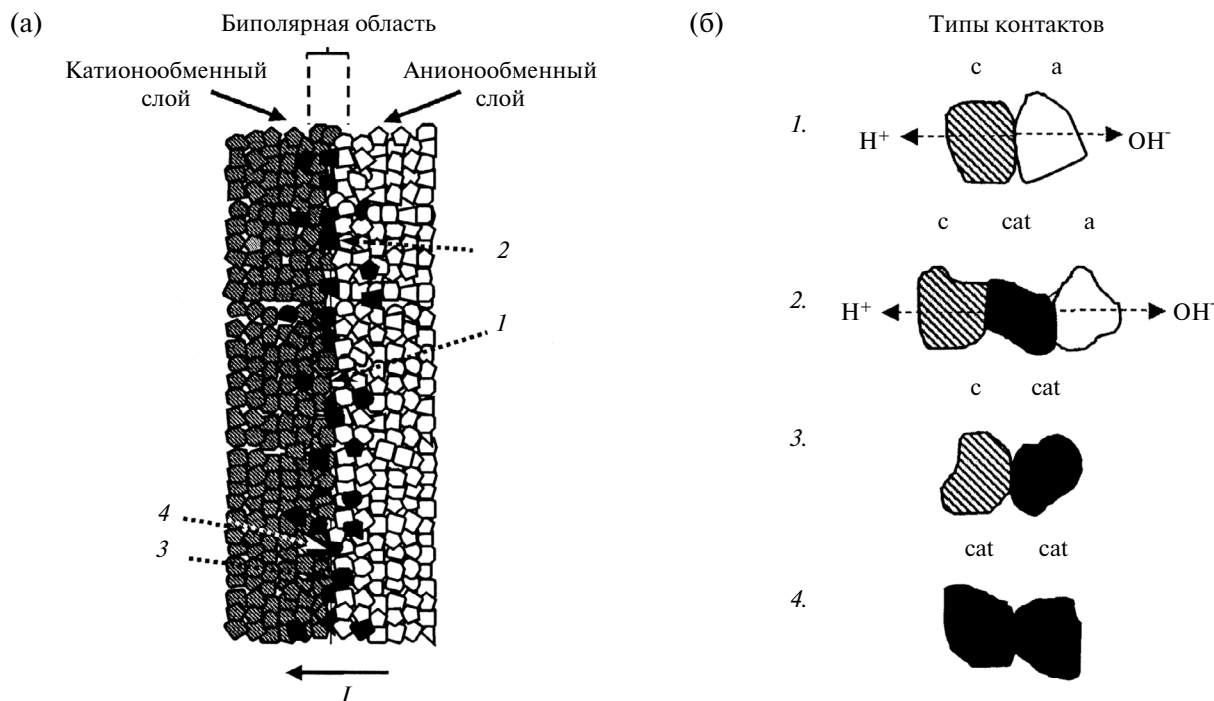 (а)
Биполярная область
Катионообменный
слой
Анионообменный
слой
2
1
4
3
I
(б)
Типы контактов
c a
1.
H⁺
OH⁻
c cat a
2.
H⁺
OH⁻
c cat
3.
cat cat
4.